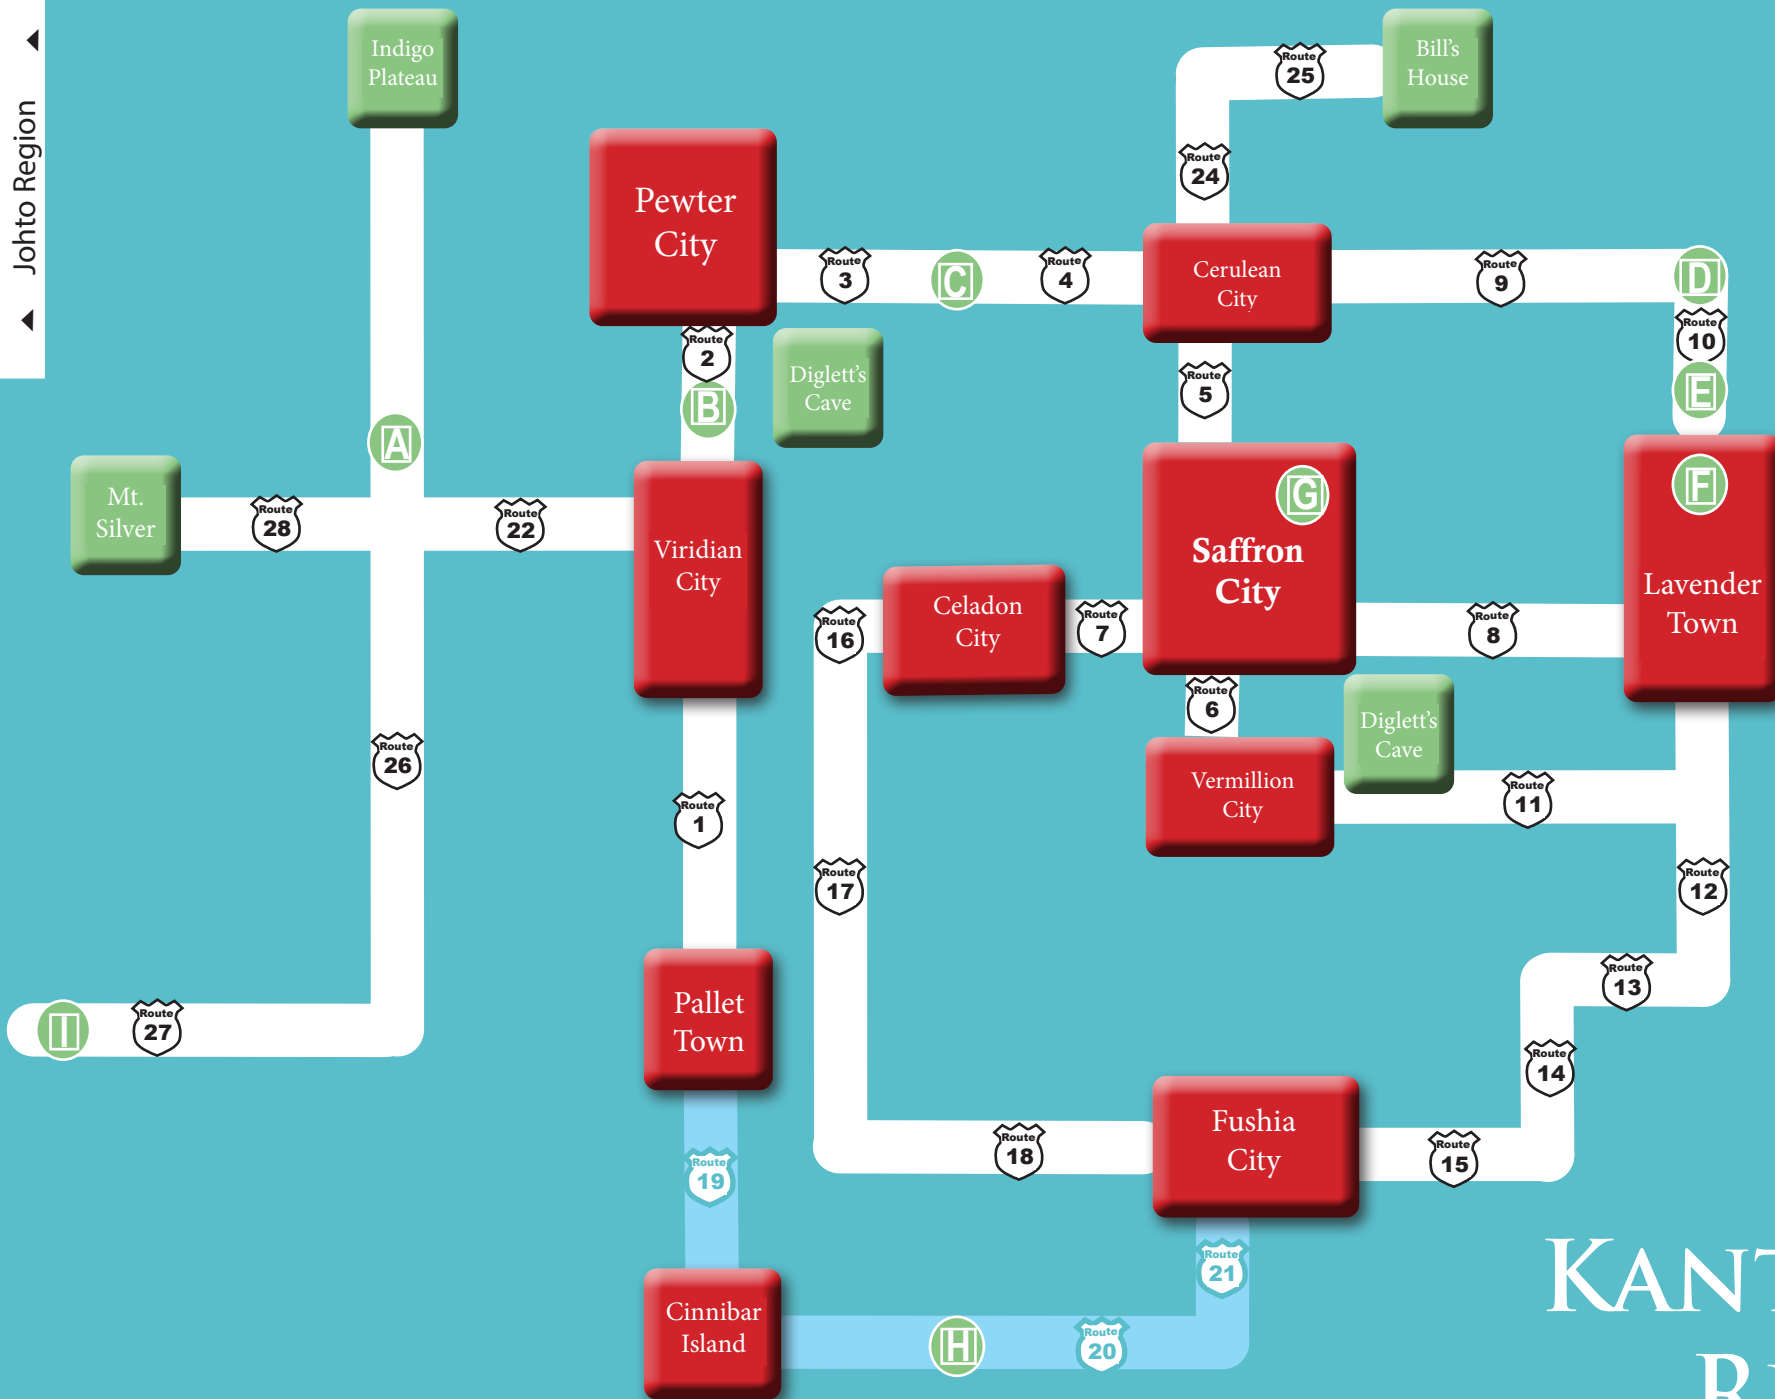 Johto Region
Indigo
Plateau
Bill's
House
Route
25
Route
24
Pewter
City
Route
3
C
Route
4
Cerulean
City
Route
9
D
Route
10
E
Route
2
B
Diglett's
Cave
Route
5
A
Mt.
Silver
Route
28
Route
22
Viridian
City
G
Saffron
City
F
Lavender
Town
Route
16
Celadon
City
Route
7
Route
8
Route
6
Diglett's
Cave
Vermillion
City
Route
11
Route
26
Route
1
Route
17
Route
12
Route
13
Pallet
Town
I
Route
27
Route
14
Route
18
Fushia
City
Route
15
Route
19
Route
21
Cinnibar
Island
H
Route
20
KANT
R